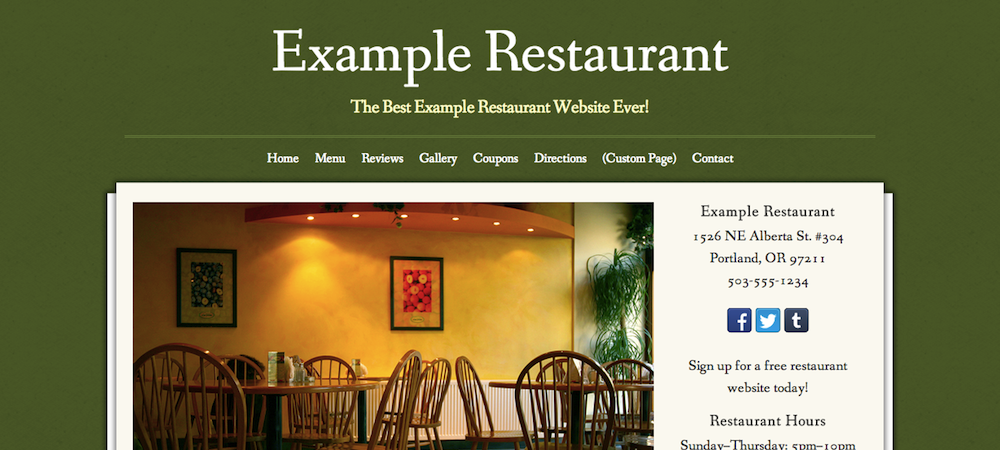 Example Restaurant
The Best Example Restaurant Website Ever!
Home Menu Reviews Gallery Coupons Directions (Custom Page) Contact
Example Restaurant
1526 NE Alberta St. #304
Portland, OR 97211
503-555-1234
f t
Sign up for a free restaurant
website today!
Restaurant Hours
Sunday–Thursday: 5pm–10pm